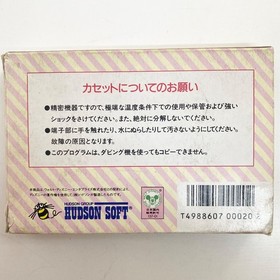 カセットについてのお願い
●精密機器ですので、極端な温度条件下での使用や保管および強い
ショックをさけてください。また、絶対に分解しないでください。
●端子部に手を触れたり、水にぬらしたりして汚さないようにしてください。
故障の原因となります。
●このプログラムは、ダビング機を使ってもコピーできません。
HUDSON GROUP
HUDSON SOFT
T4988607 00020 2